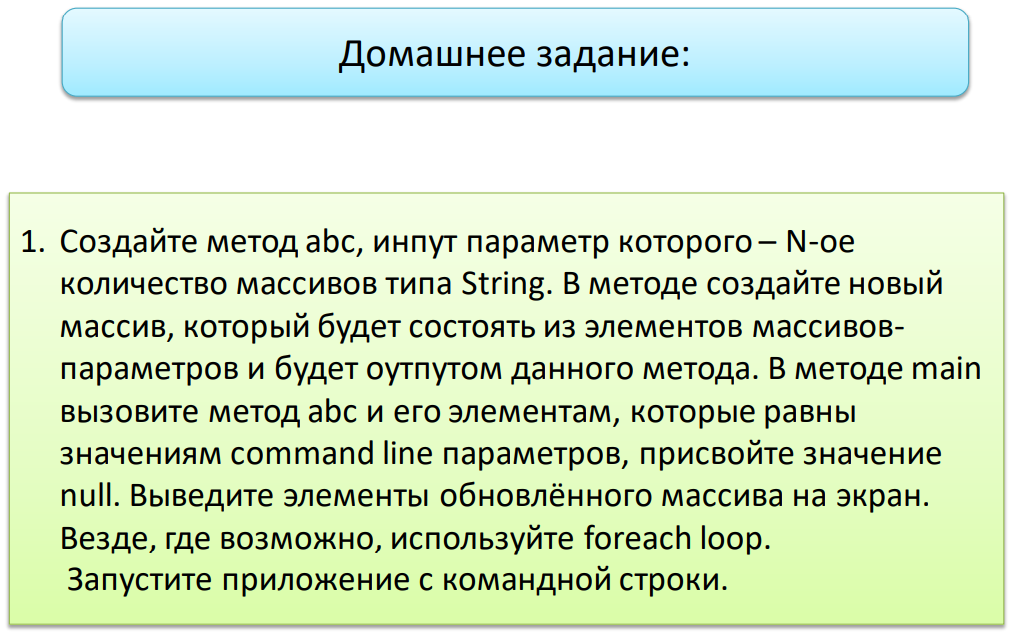 Домашнее задание:
1. Создайте метод abc, инпут параметр которого – N-ое
количество массивов типа String. В методе создайте новый
массив, который будет состоять из элементов массивов-
параметров и будет оутпутом данного метода. В методе main
вызовите метод abc и его элементам, которые равны
значениям command line параметров, присвойте значение
null. Выведите элементы обновлённого массива на экран.
Везде, где возможно, используйте foreach loop.
Запустите приложение с командной строки.